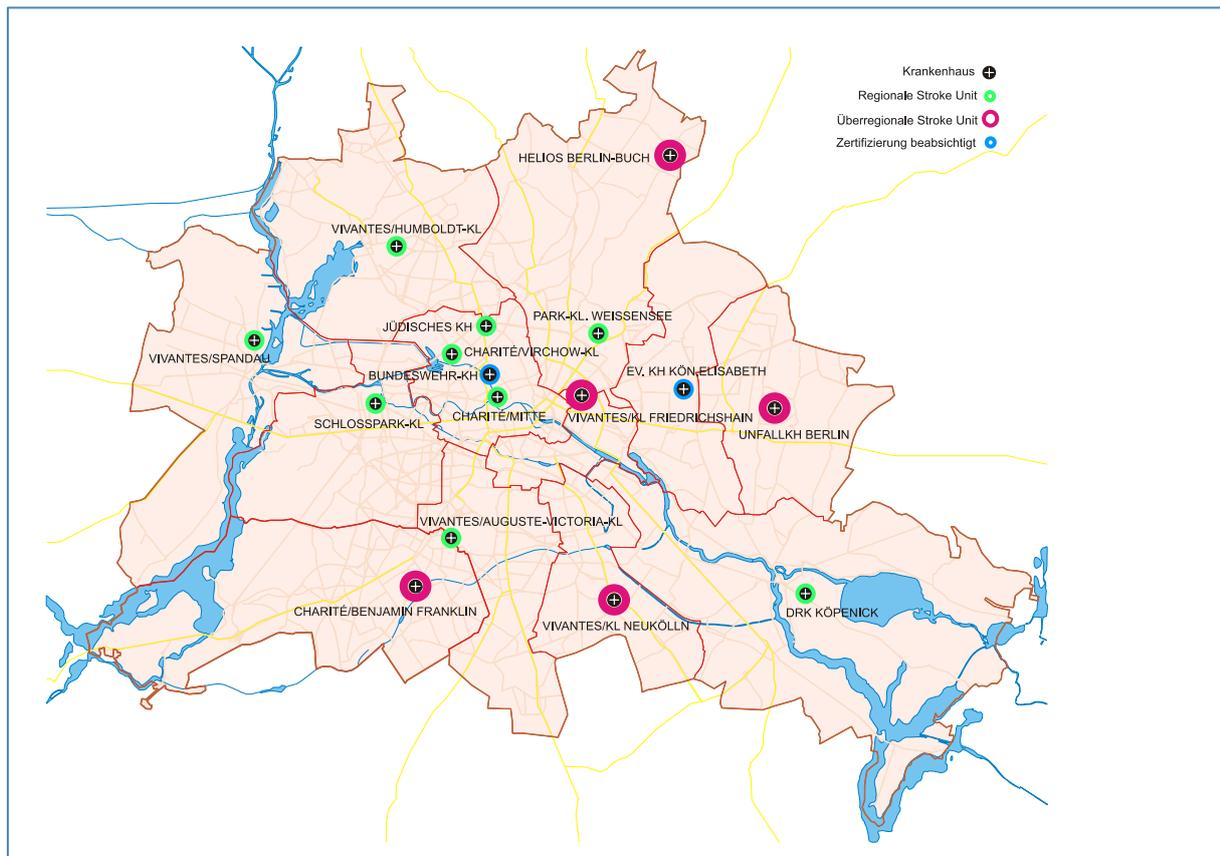 Krankenhaus
Regionale Stroke Unit
Überregionale Stroke Unit
Zertifizierung beabsichtigt
HELIOS BERLIN-BUCH
VIVANTES/HUMBOLDT-KL
JÜDISCHES KH
PARK-KL. WEISSENSEE
VIVANTES/SPANDAU
CHARITÉ/VIRCHOW-KL
BUNDESWEHR-KH
EV. KH KÖN.ELISABETH
SCHLOSSPARK-KL
CHARITÉ/MITTE
VIVANTES/KL FRIEDRICHSHAIN
UNFALLKH BERLIN
VIVANTES/AUGUSTE-VICTORIA-KL
CHARITÉ/BENJAMIN FRANKLIN
VIVANTES/KL NEUKÖLLN
DRK KÖPENICK